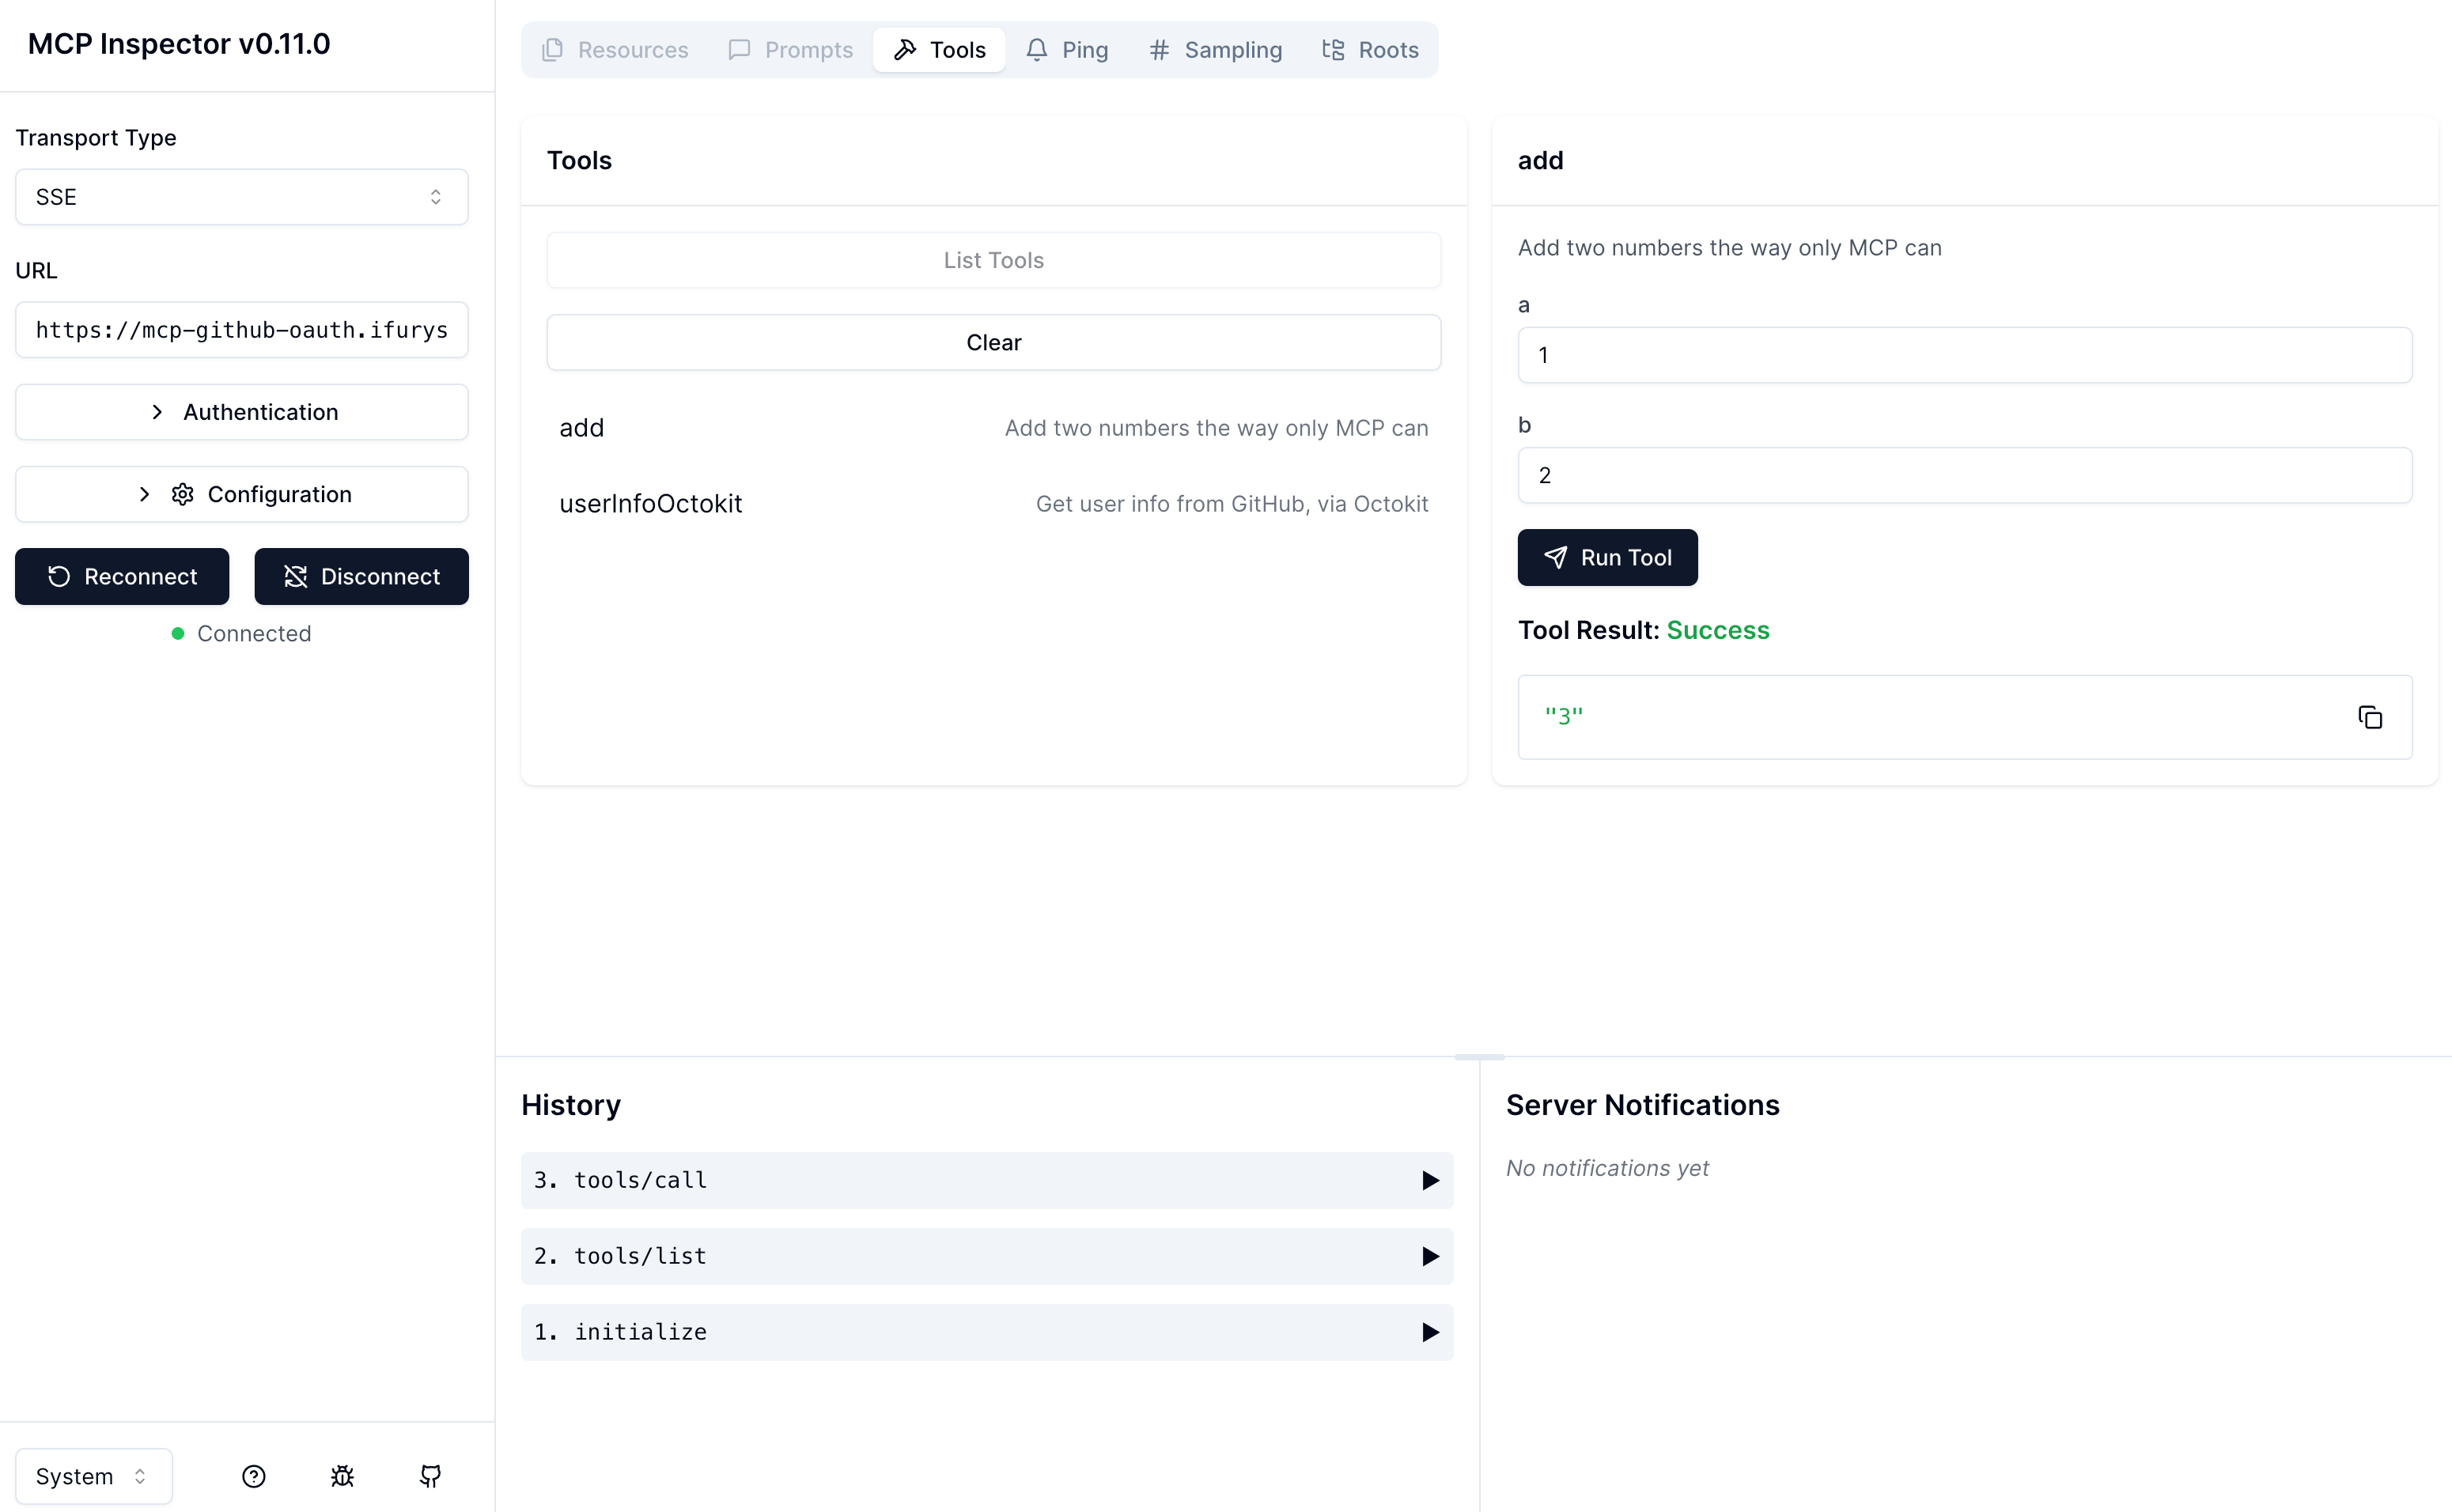 MCP Inspector v0.11.0
Transport Type
SSE
URL
https://mcp-github-oauth.ifurys
Authentication
Configuration
Reconnect
Disconnect
Connected
System
Resources
Prompts
Tools
Ping
Sampling
Roots
Tools
List Tools
Clear
add
Add two numbers the way only MCP can
userInfoOctokit
Get user info from GitHub, via Octokit
add
Add two numbers the way only MCP can
a
1
b
2
Run Tool
Tool Result: Success
"3"
History
3. tools/call
2. tools/list
1. initialize
Server Notifications
No notifications yet